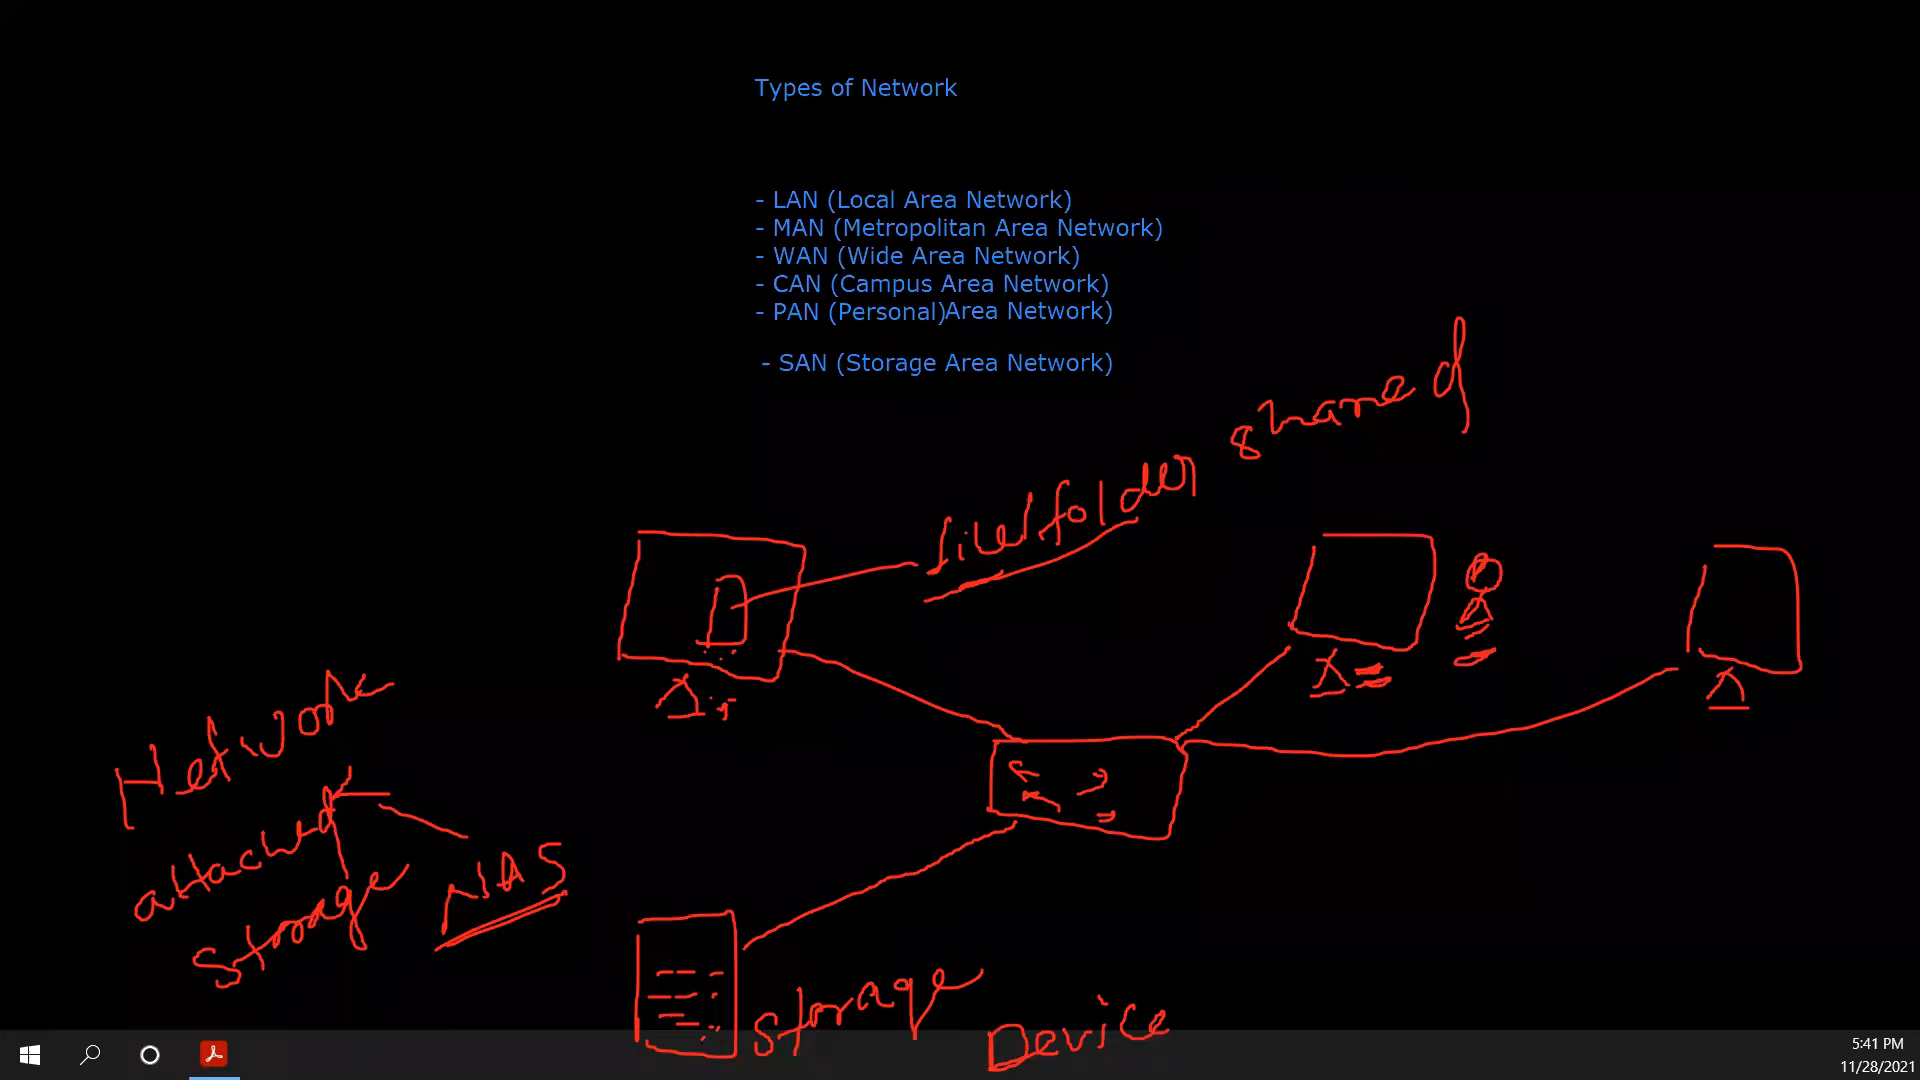 Types of Network
- LAN (Local Area Network)
- MAN (Metropolitan Area Network)
- WAN (Wide Area Network)
- CAN (Campus Area Network)
- PAN (Personal)Area Network)
- SAN (Storage Area Network)
file/folder shared
Network
attached
Storage
NAS
Storage Device
5:41 PM
11/28/2021